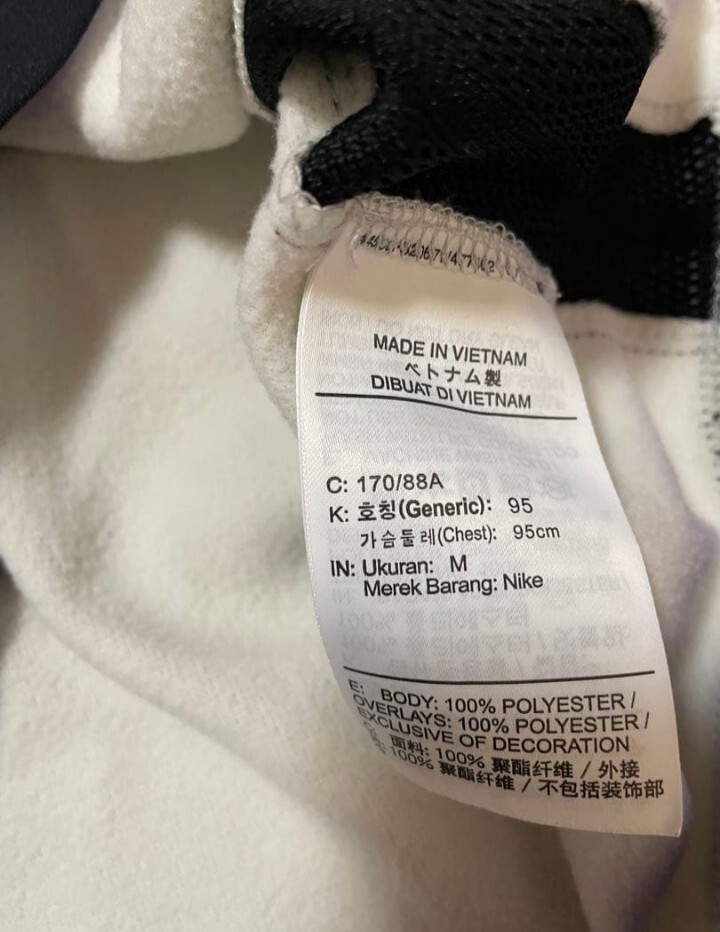 MADE IN VIETNAM
ベトナム製
DIBUAT DI VIETNAM
C: 170/88A
K: 호칭(Generic): 95
가슴둘레(Chest): 95cm
IN: Ukuran: M
Merek Barang: Nike
E: BODY: 100% POLYESTER /
OVERLAYS: 100% POLYESTER /
EXCLUSIVE OF DECORATION
面料: 100% 聚酯纤维 / 外接
100% 聚酯纤维 / 不包括装饰部